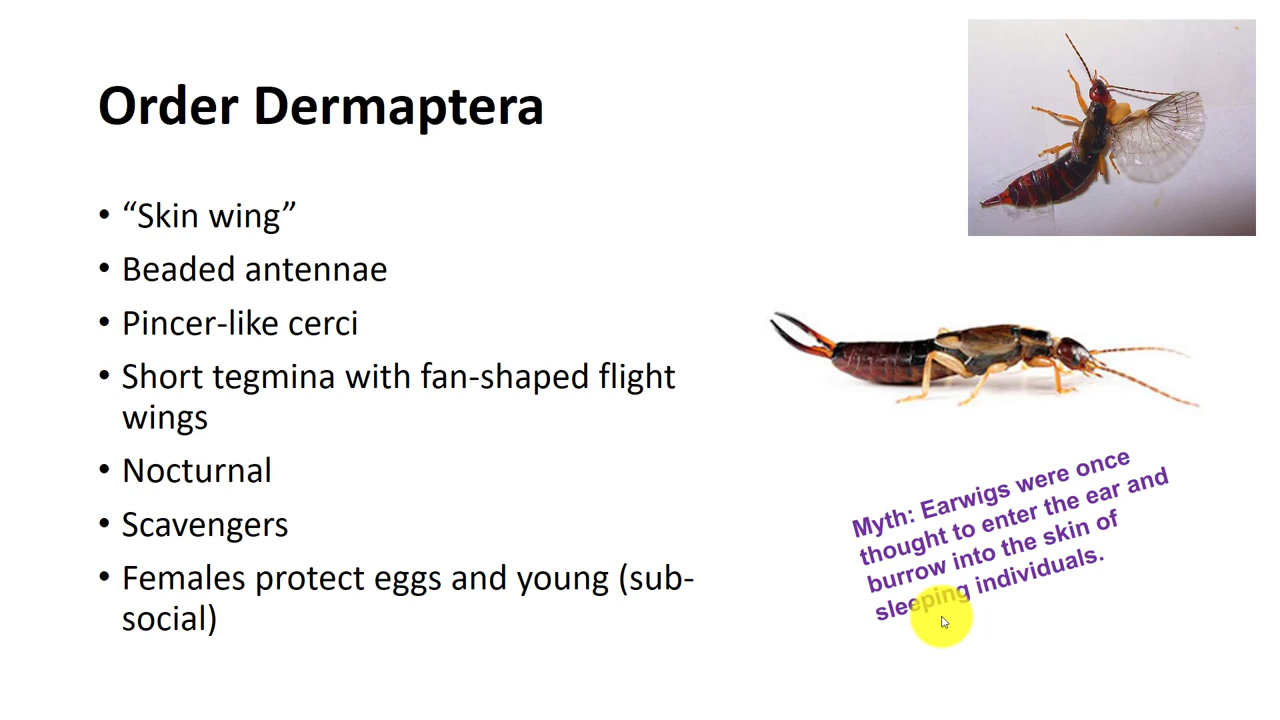 Order Dermaptera
• “Skin wing”
• Beaded antennae
• Pincer-like cerci
• Short tegmina with fan-shaped flight
wings
• Nocturnal
• Scavengers
• Females protect eggs and young (sub-
social)
Myth: Earwigs were once
thought to enter the ear and
burrow into the skin of
sleeping individuals.